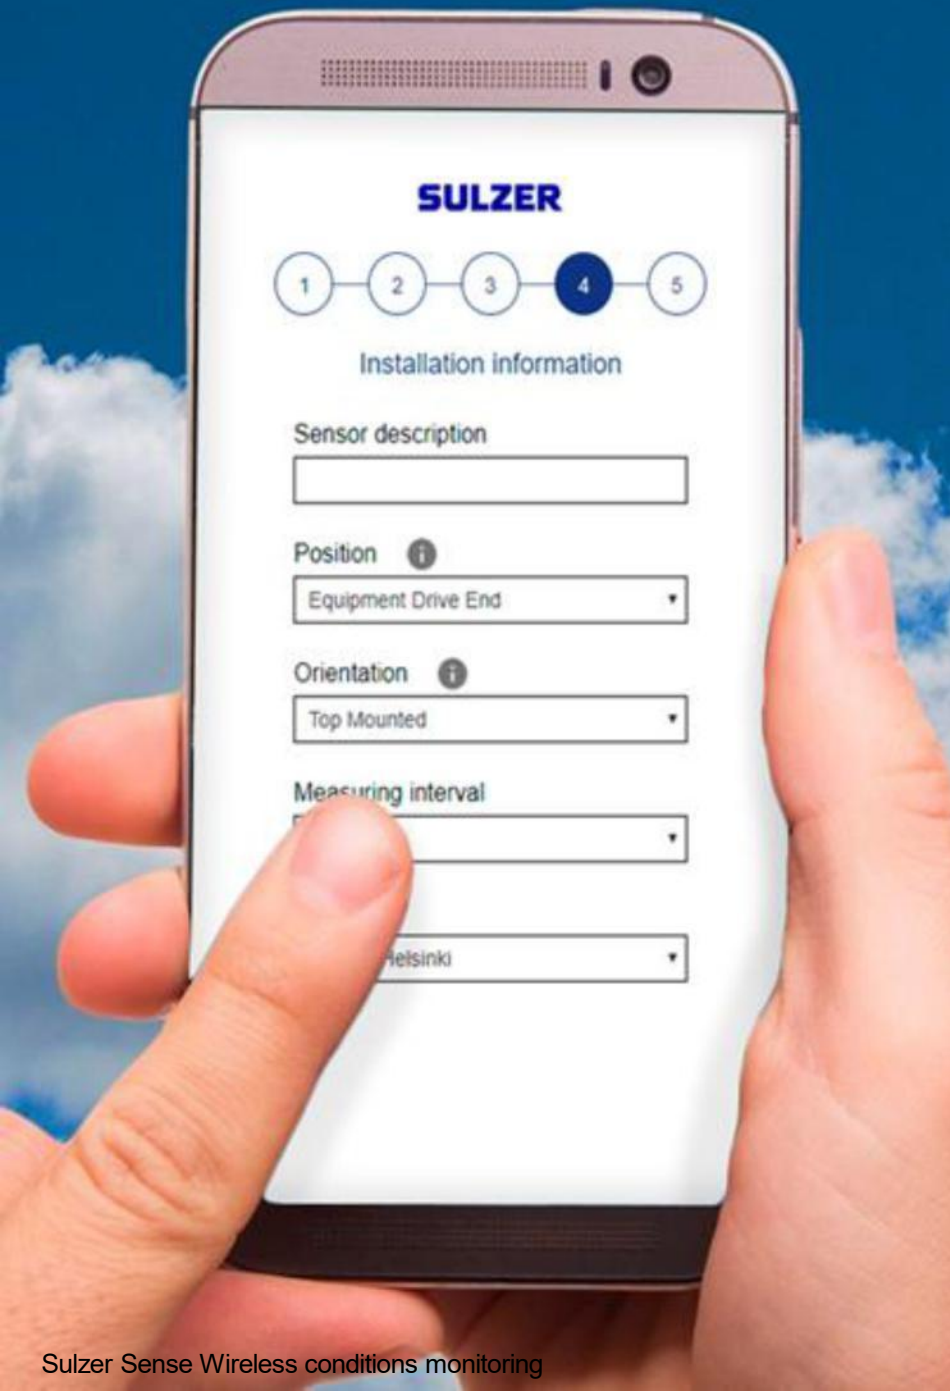 SULZER
1 2 3 4 5
Installation information
Sensor description
Position
Equipment Drive End
Orientation
Top Mounted
Measuring interval
Helsinki
Sulzer Sense Wireless conditions monitoring